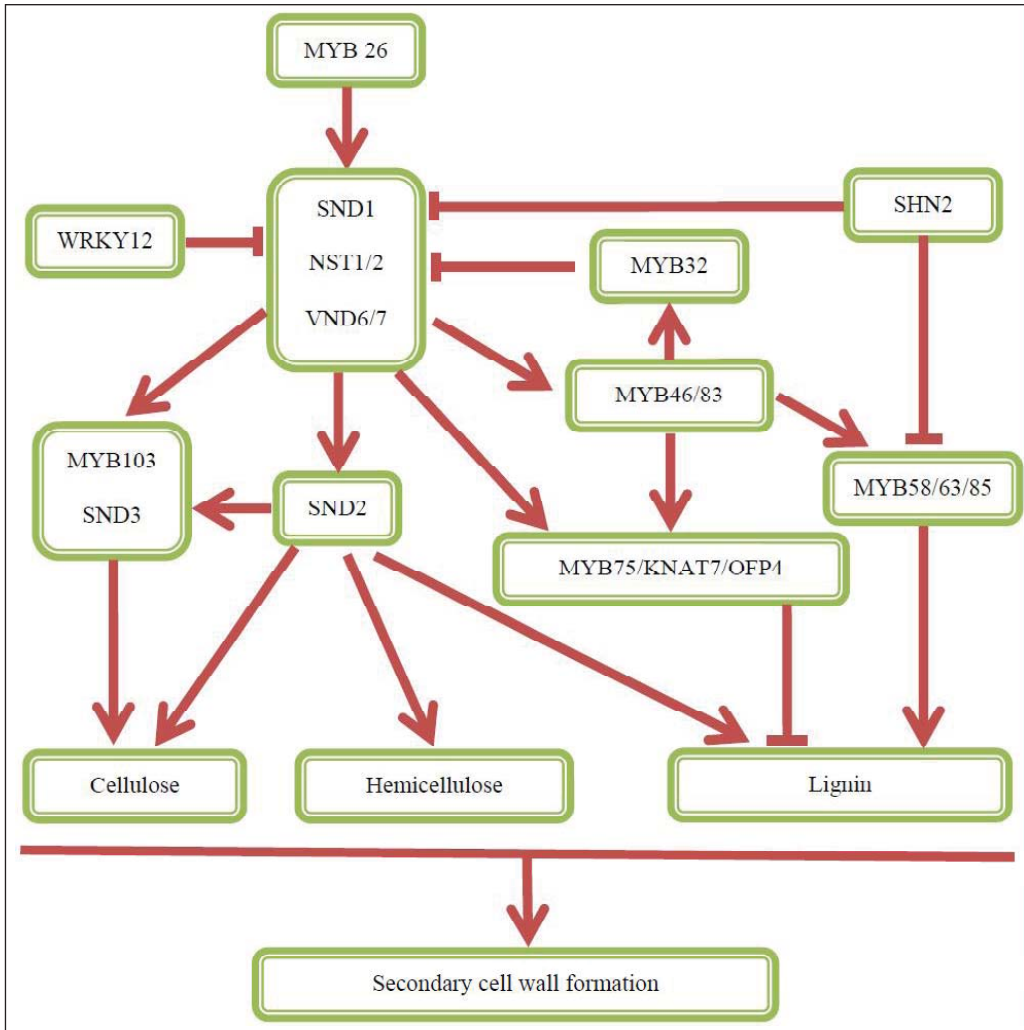 MYB 26
SND1
NST1/2
VND6/7
WRKY12
SHN2
MYB32
MYB46/83
MYB103
SND3
SND2
MYB58/63/85
MYB75/KNAT7/OFP4
Cellulose
Hemicellulose
Lignin
Secondary cell wall formation